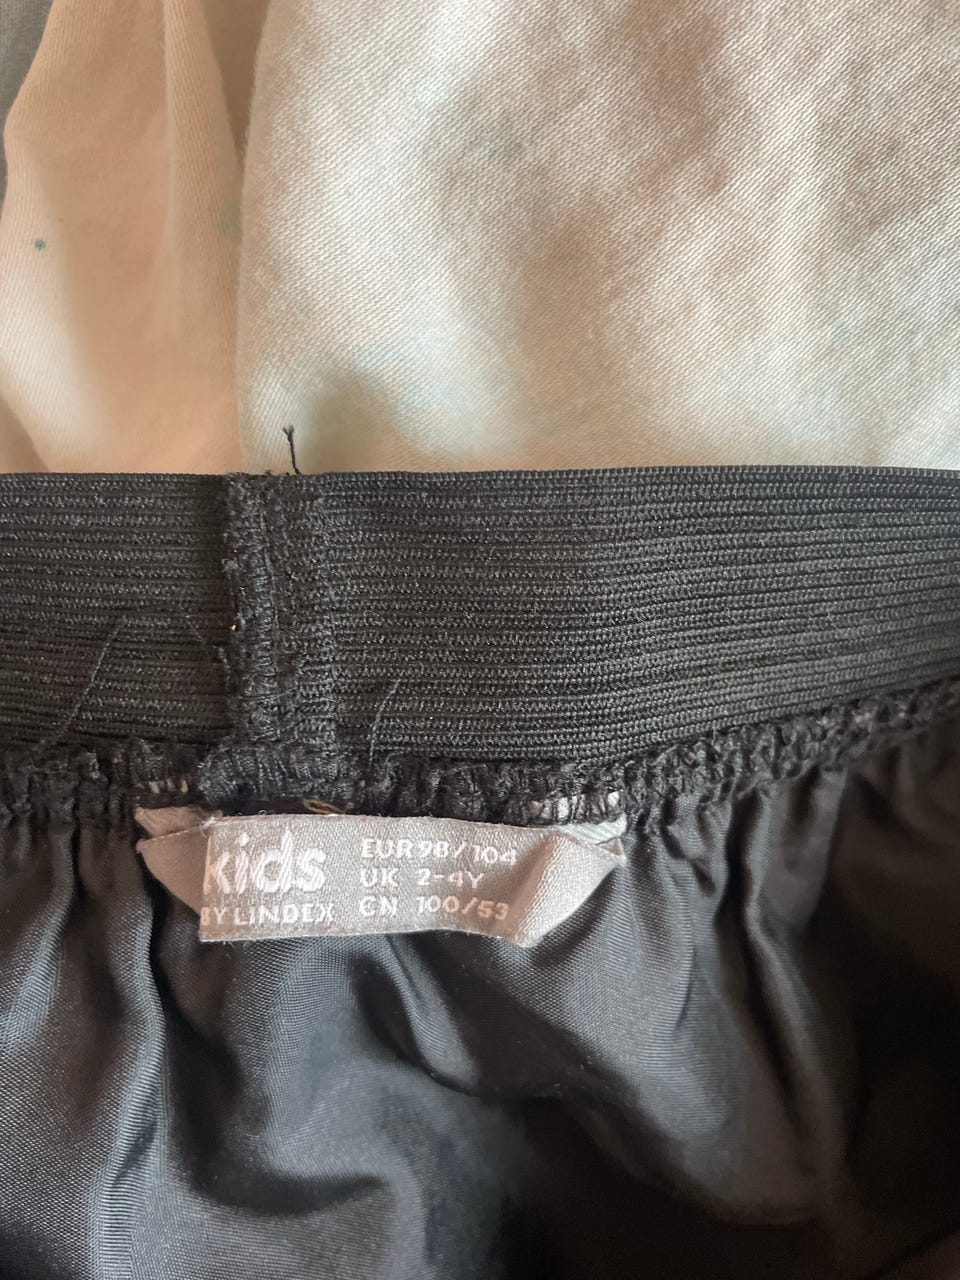 kids
BY LINDEX
EUR 98/104
UK 2-4Y
CN 100/53